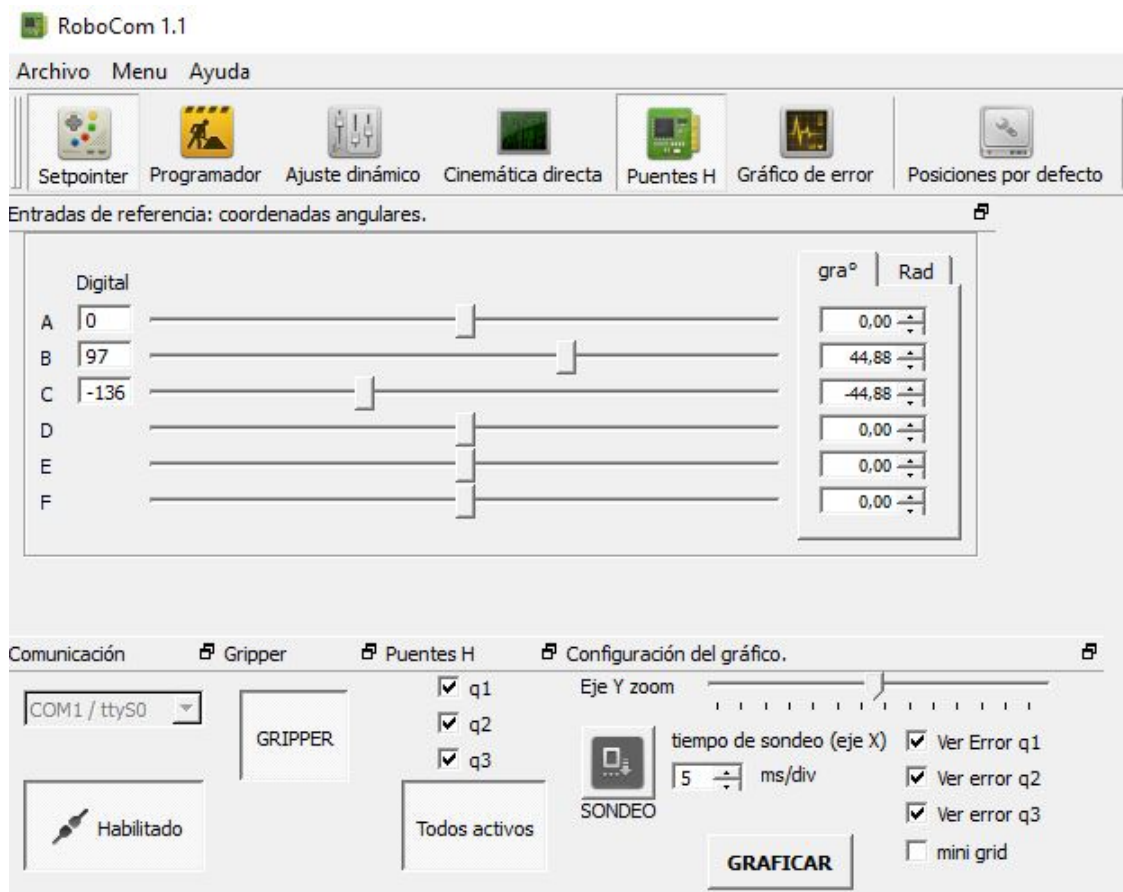 RoboCom 1.1
Archivo Menu Ayuda
Setpointer Programador Ajuste dinámico Cinemática directa Puentes H Gráfico de error Posiciones por defecto
Entradas de referencia: coordenadas angulares.
gra° Rad
Digital
A 0 0,00
B 97 44,88
C -136 -44,88
D 0,00
E 0,00
F 0,00
Comunicación Gripper Puentes H Configuración del gráfico.
COM1 / ttyS0
Habilitado
GRIPPER
q1
q2
q3
Todos activos
Eje Y zoom
SONDEO
tiempo de sondeo (eje X)
5 ms/div
GRAFICAR
Ver Error q1
Ver error q2
Ver error q3
mini grid